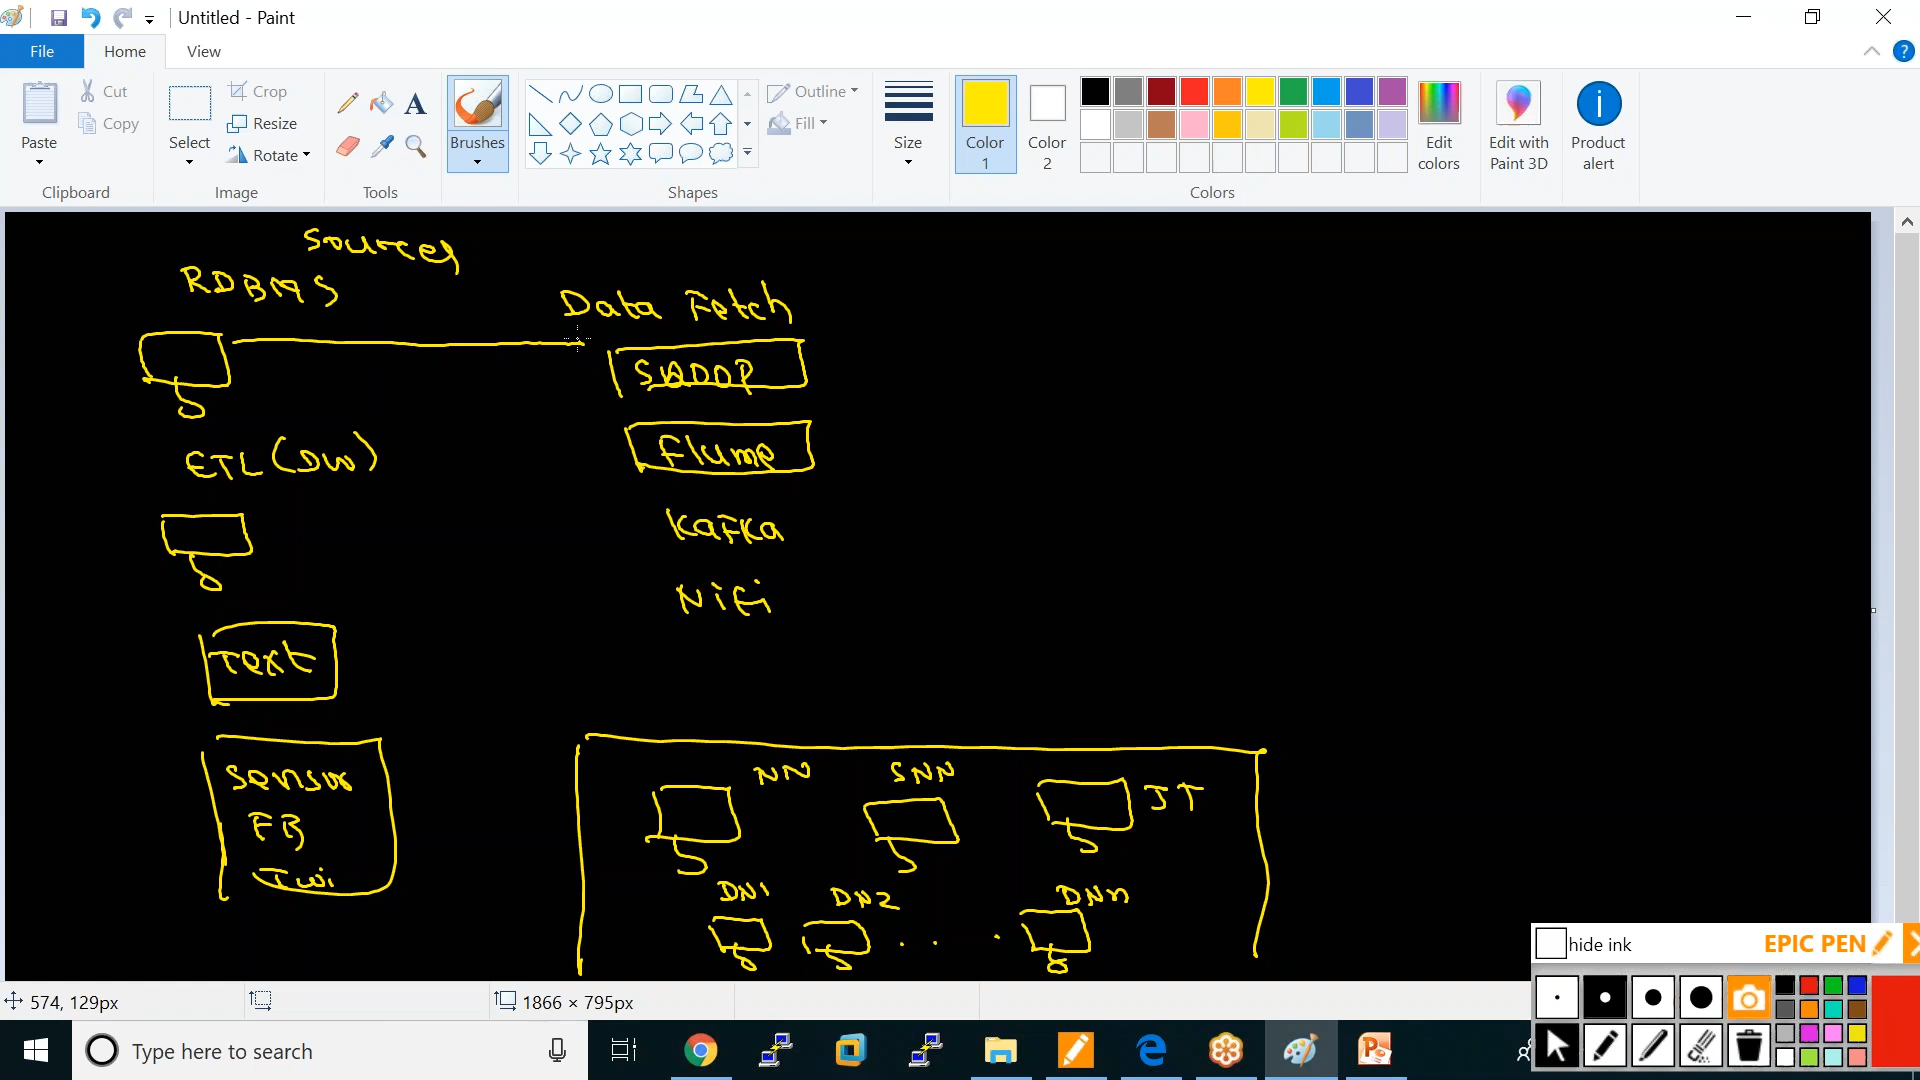 Untitled - Paint
File
Home
View
Paste
Cut
Copy
Clipboard
Select
Crop
Resize
Rotate
Image
A
Tools
Brushes
Outline
Fill
Shapes
Size
Color 1
Color 2
Edit colors
Colors
Edit with Paint 3D
Product alert
Sources
RDBMS
Data Fetch
SQOOP
ETL (DW)
Flume
Kafka
Nifi
Text
Sensor
FB
Twi
NN
SNN
JT
DN1
DN2
. . .
DNn
hide ink
EPIC PEN
574, 129px
1866 × 795px
Type here to search